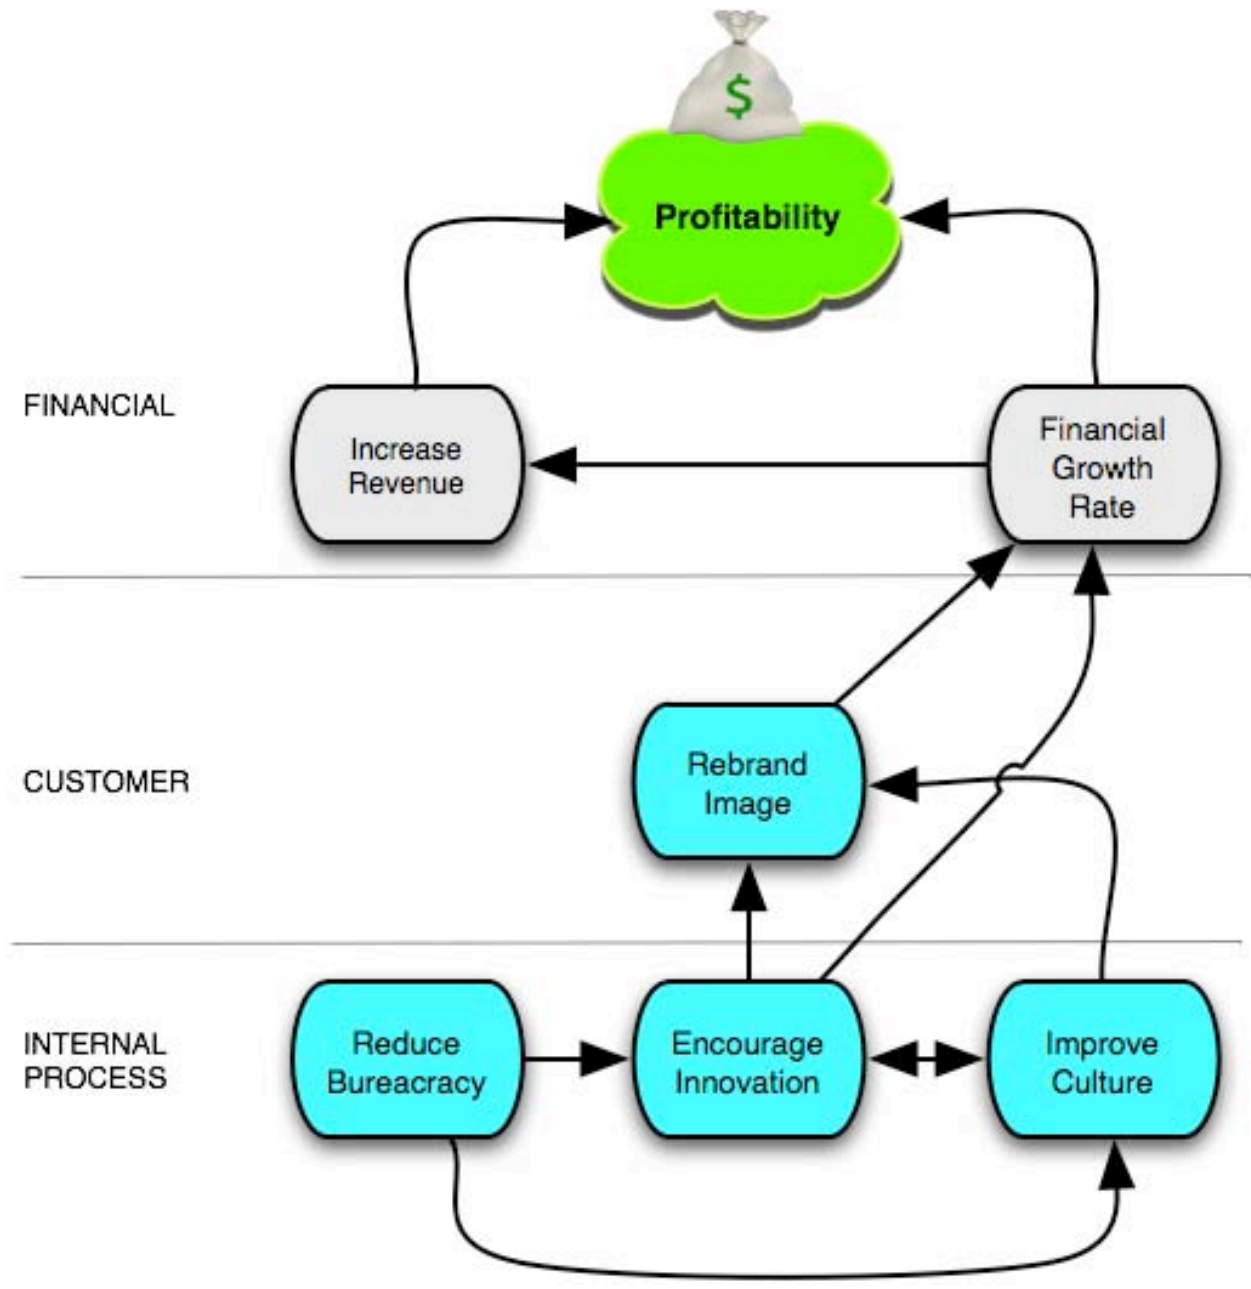 $
Profitability
FINANCIAL
Increase
Revenue
Financial
Growth
Rate
CUSTOMER
Rebrand
Image
INTERNAL
PROCESS
Reduce
Bureacracy
Encourage
Innovation
Improve
Culture